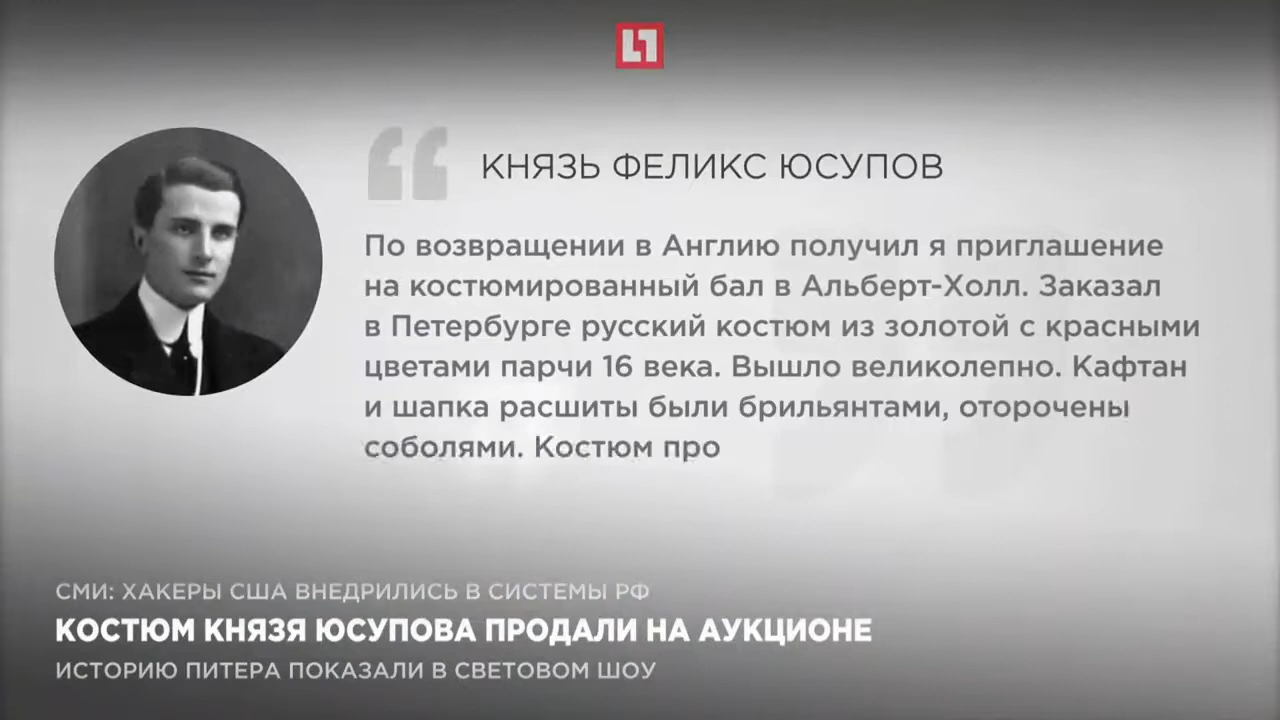 КНЯЗЬ ФЕЛИКС ЮСУПОВ
По возвращении в Англию получил я приглашение
на костюмированный бал в Альберт-Холл. Заказал
в Петербурге русский костюм из золотой с красными
цветами парчи 16 века. Вышло великолепно. Кафтан
и шапка расшиты были брильянтами, оторочены
соболями. Костюм про
СМИ: ХАКЕРЫ США ВНЕДРИЛИСЬ В СИСТЕМЫ РФ
КОСТЮМ КНЯЗЯ ЮСУПОВА ПРОДАЛИ НА АУКЦИОНЕ
ИСТОРИЮ ПИТЕРА ПОКАЗАЛИ В СВЕТОВОМ ШОУ